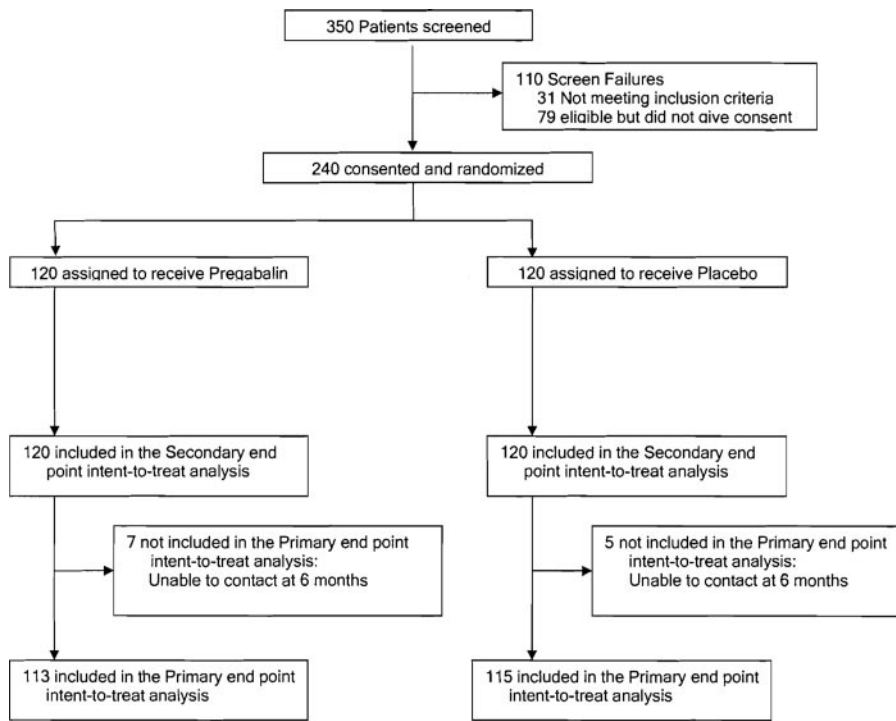 350 Patients screened
110 Screen Failures
31 Not meeting inclusion criteria
79 eligible but did not give consent
240 consented and randomized
120 assigned to receive Pregabalin
120 assigned to receive Placebo
120 included in the Secondary end
point intent-to-treat analysis
120 included in the Secondary end
point intent-to-treat analysis
7 not included in the Primary end point
intent-to-treat analysis:
Unable to contact at 6 months
5 not included in the Primary end point
intent-to-treat analysis:
Unable to contact at 6 months
113 included in the Primary end point
intent-to-treat analysis
115 included in the Primary end point
intent-to-treat analysis